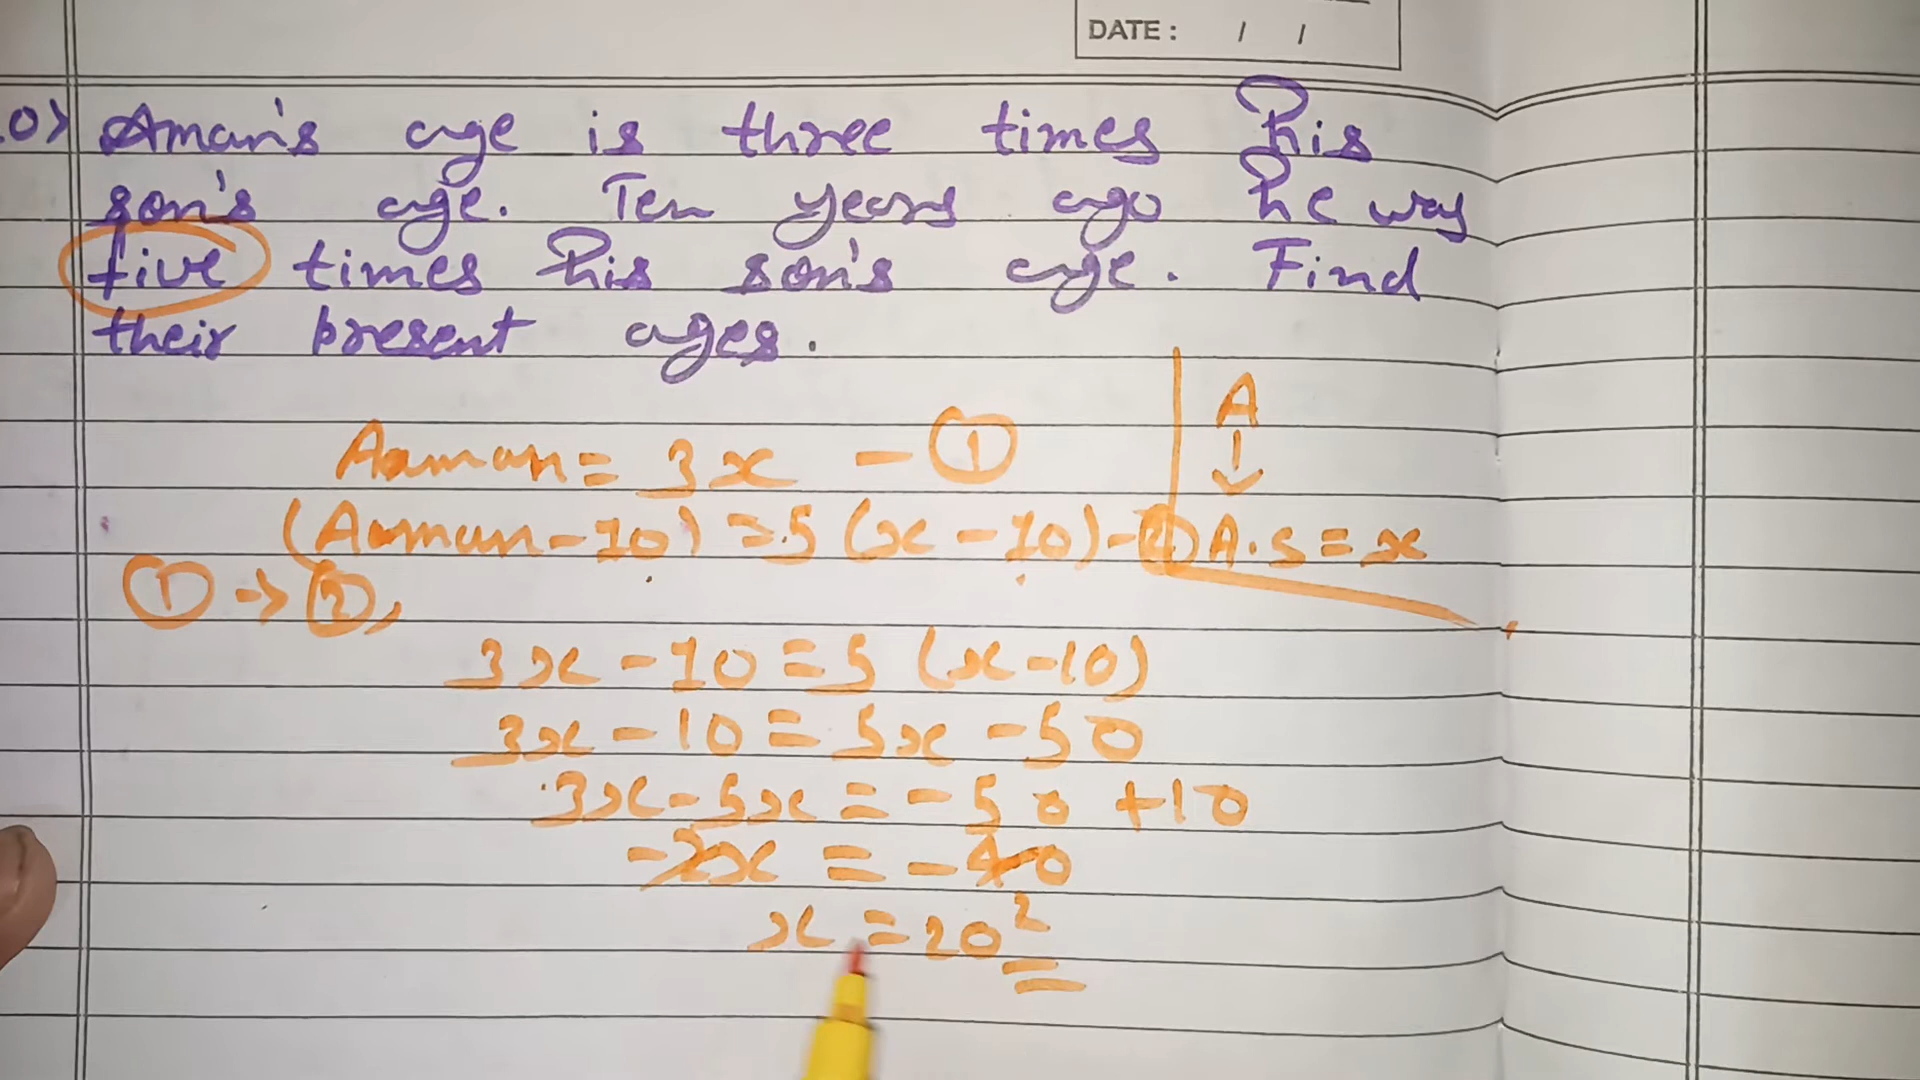 DATE : / /
0) Aman's age is three times his
son's age. Ten years ago he was
five times his son's age. Find
their present ages.
A
Aaman = 3x - ①
(Aaman - 10) = 5 (x - 10) - ② A.S = x
① → ②,
3x - 10 = 5 (x - 10)
3x - 10 = 5x - 50
3x - 5x = - 50 + 10
-2x = - 40
2
x = 20